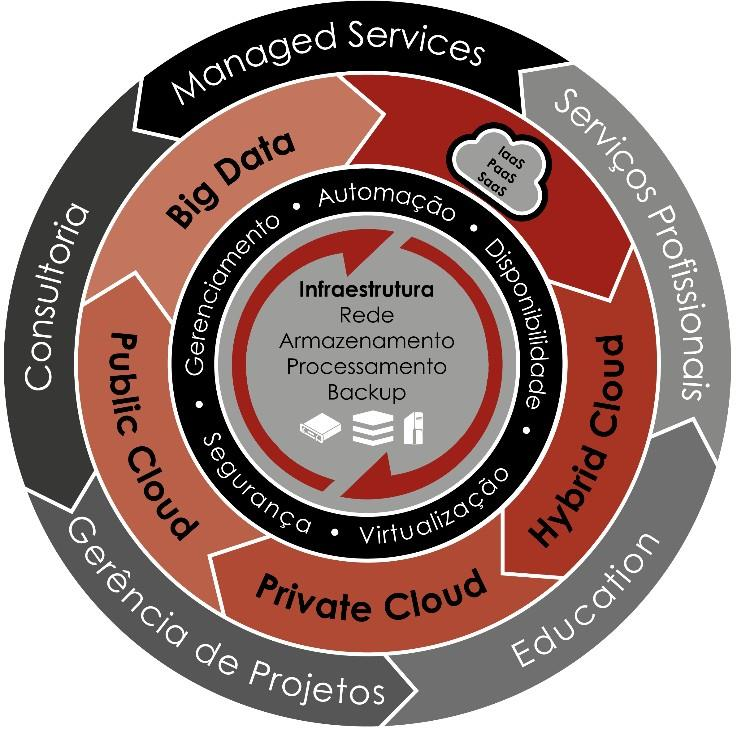 Managed Services
Serviços Profissionais
Education
Gerência de Projetos
Consultoria
Big Data
IaaS
PaaS
SaaS
Hybrid Cloud
Private Cloud
Public Cloud
Gerenciamento • Automação • Disponibilidade • Virtualização • Segurança •
Infraestrutura
Rede
Armazenamento
Processamento
Backup